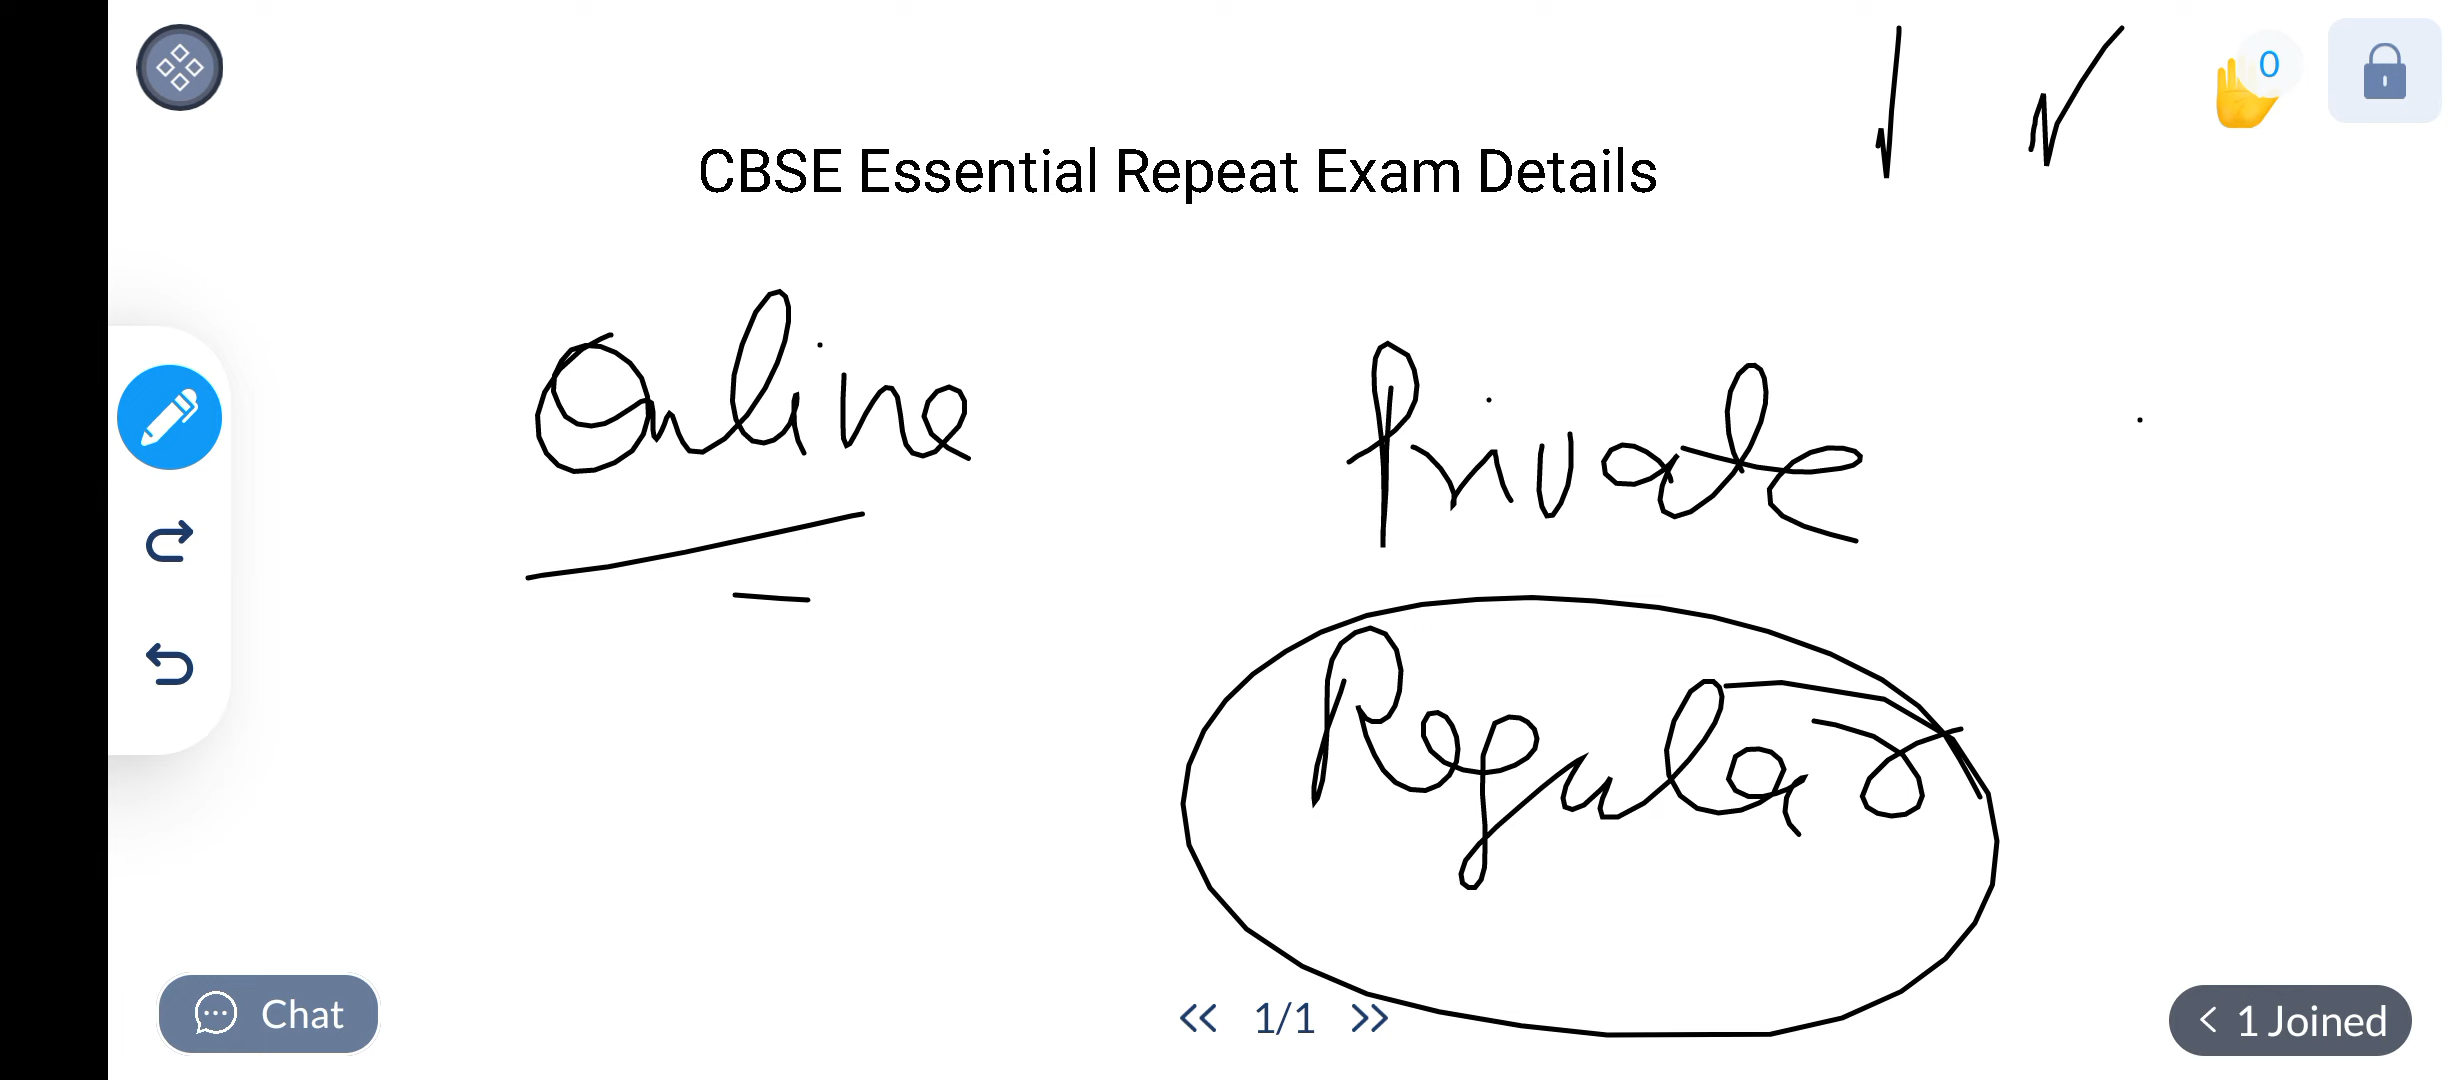 0
CBSE Essential Repeat Exam Details
Online
Private
Regular
Chat
1/1
1 Joined